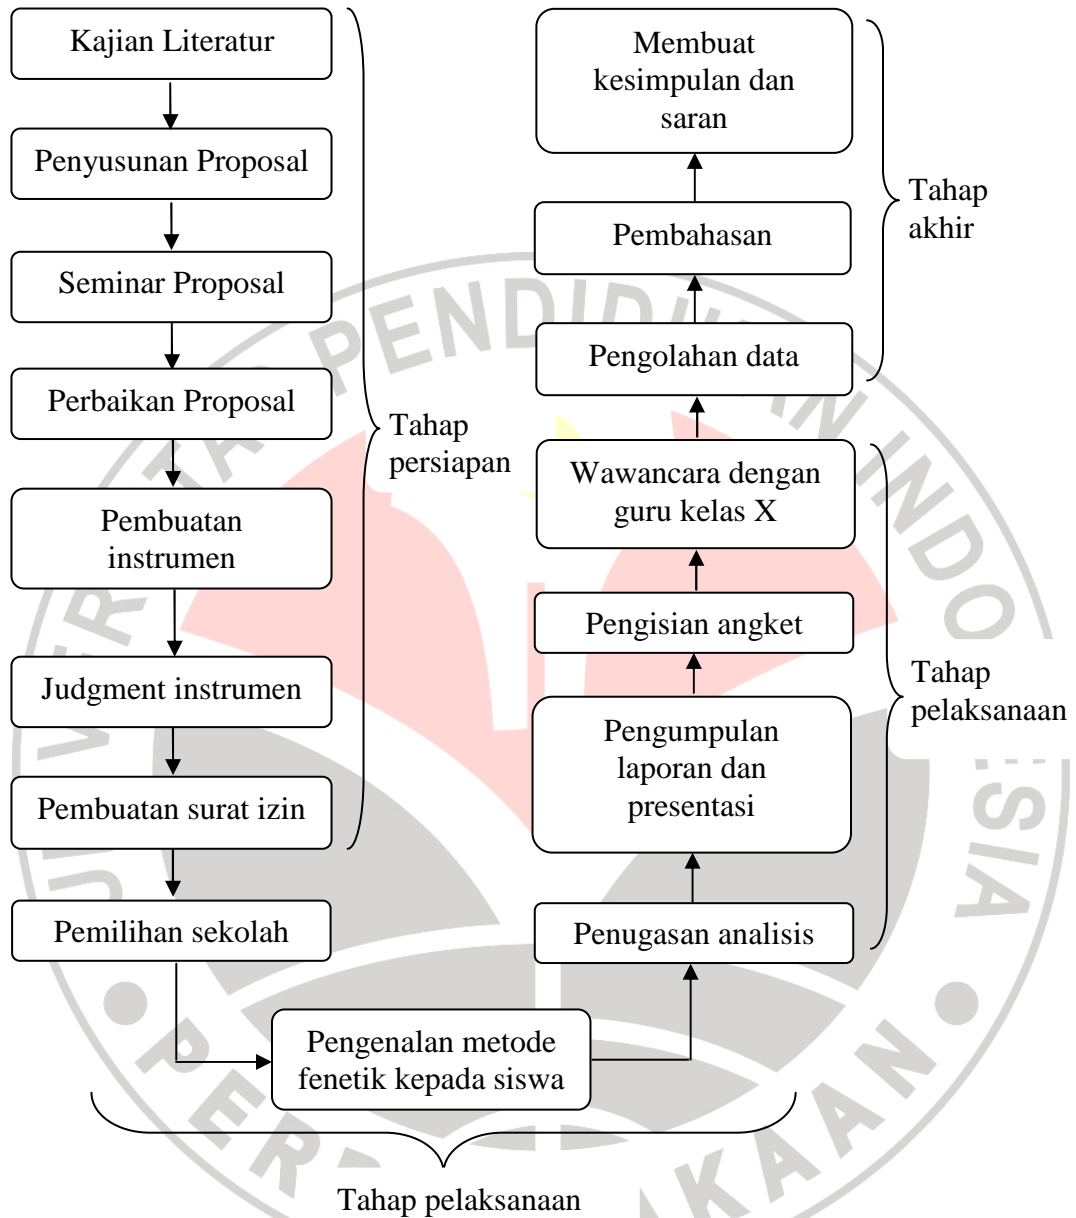 Kajian Literatur
Penyusunan Proposal
Seminar Proposal
Perbaikan Proposal
Pembuatan
instrumen
Judgment instrumen
Pembuatan surat izin
Tahap
persiapan
Pemilihan sekolah
Pengenalan metode
fenetik kepada siswa
Tahap pelaksanaan
Membuat
kesimpulan dan
saran
Pembahasan
Pengolahan data
Tahap
akhir
Wawancara dengan
guru kelas X
Pengisian angket
Pengumpulan
laporan dan
presentasi
Penugasan analisis
Tahap
pelaksanaan